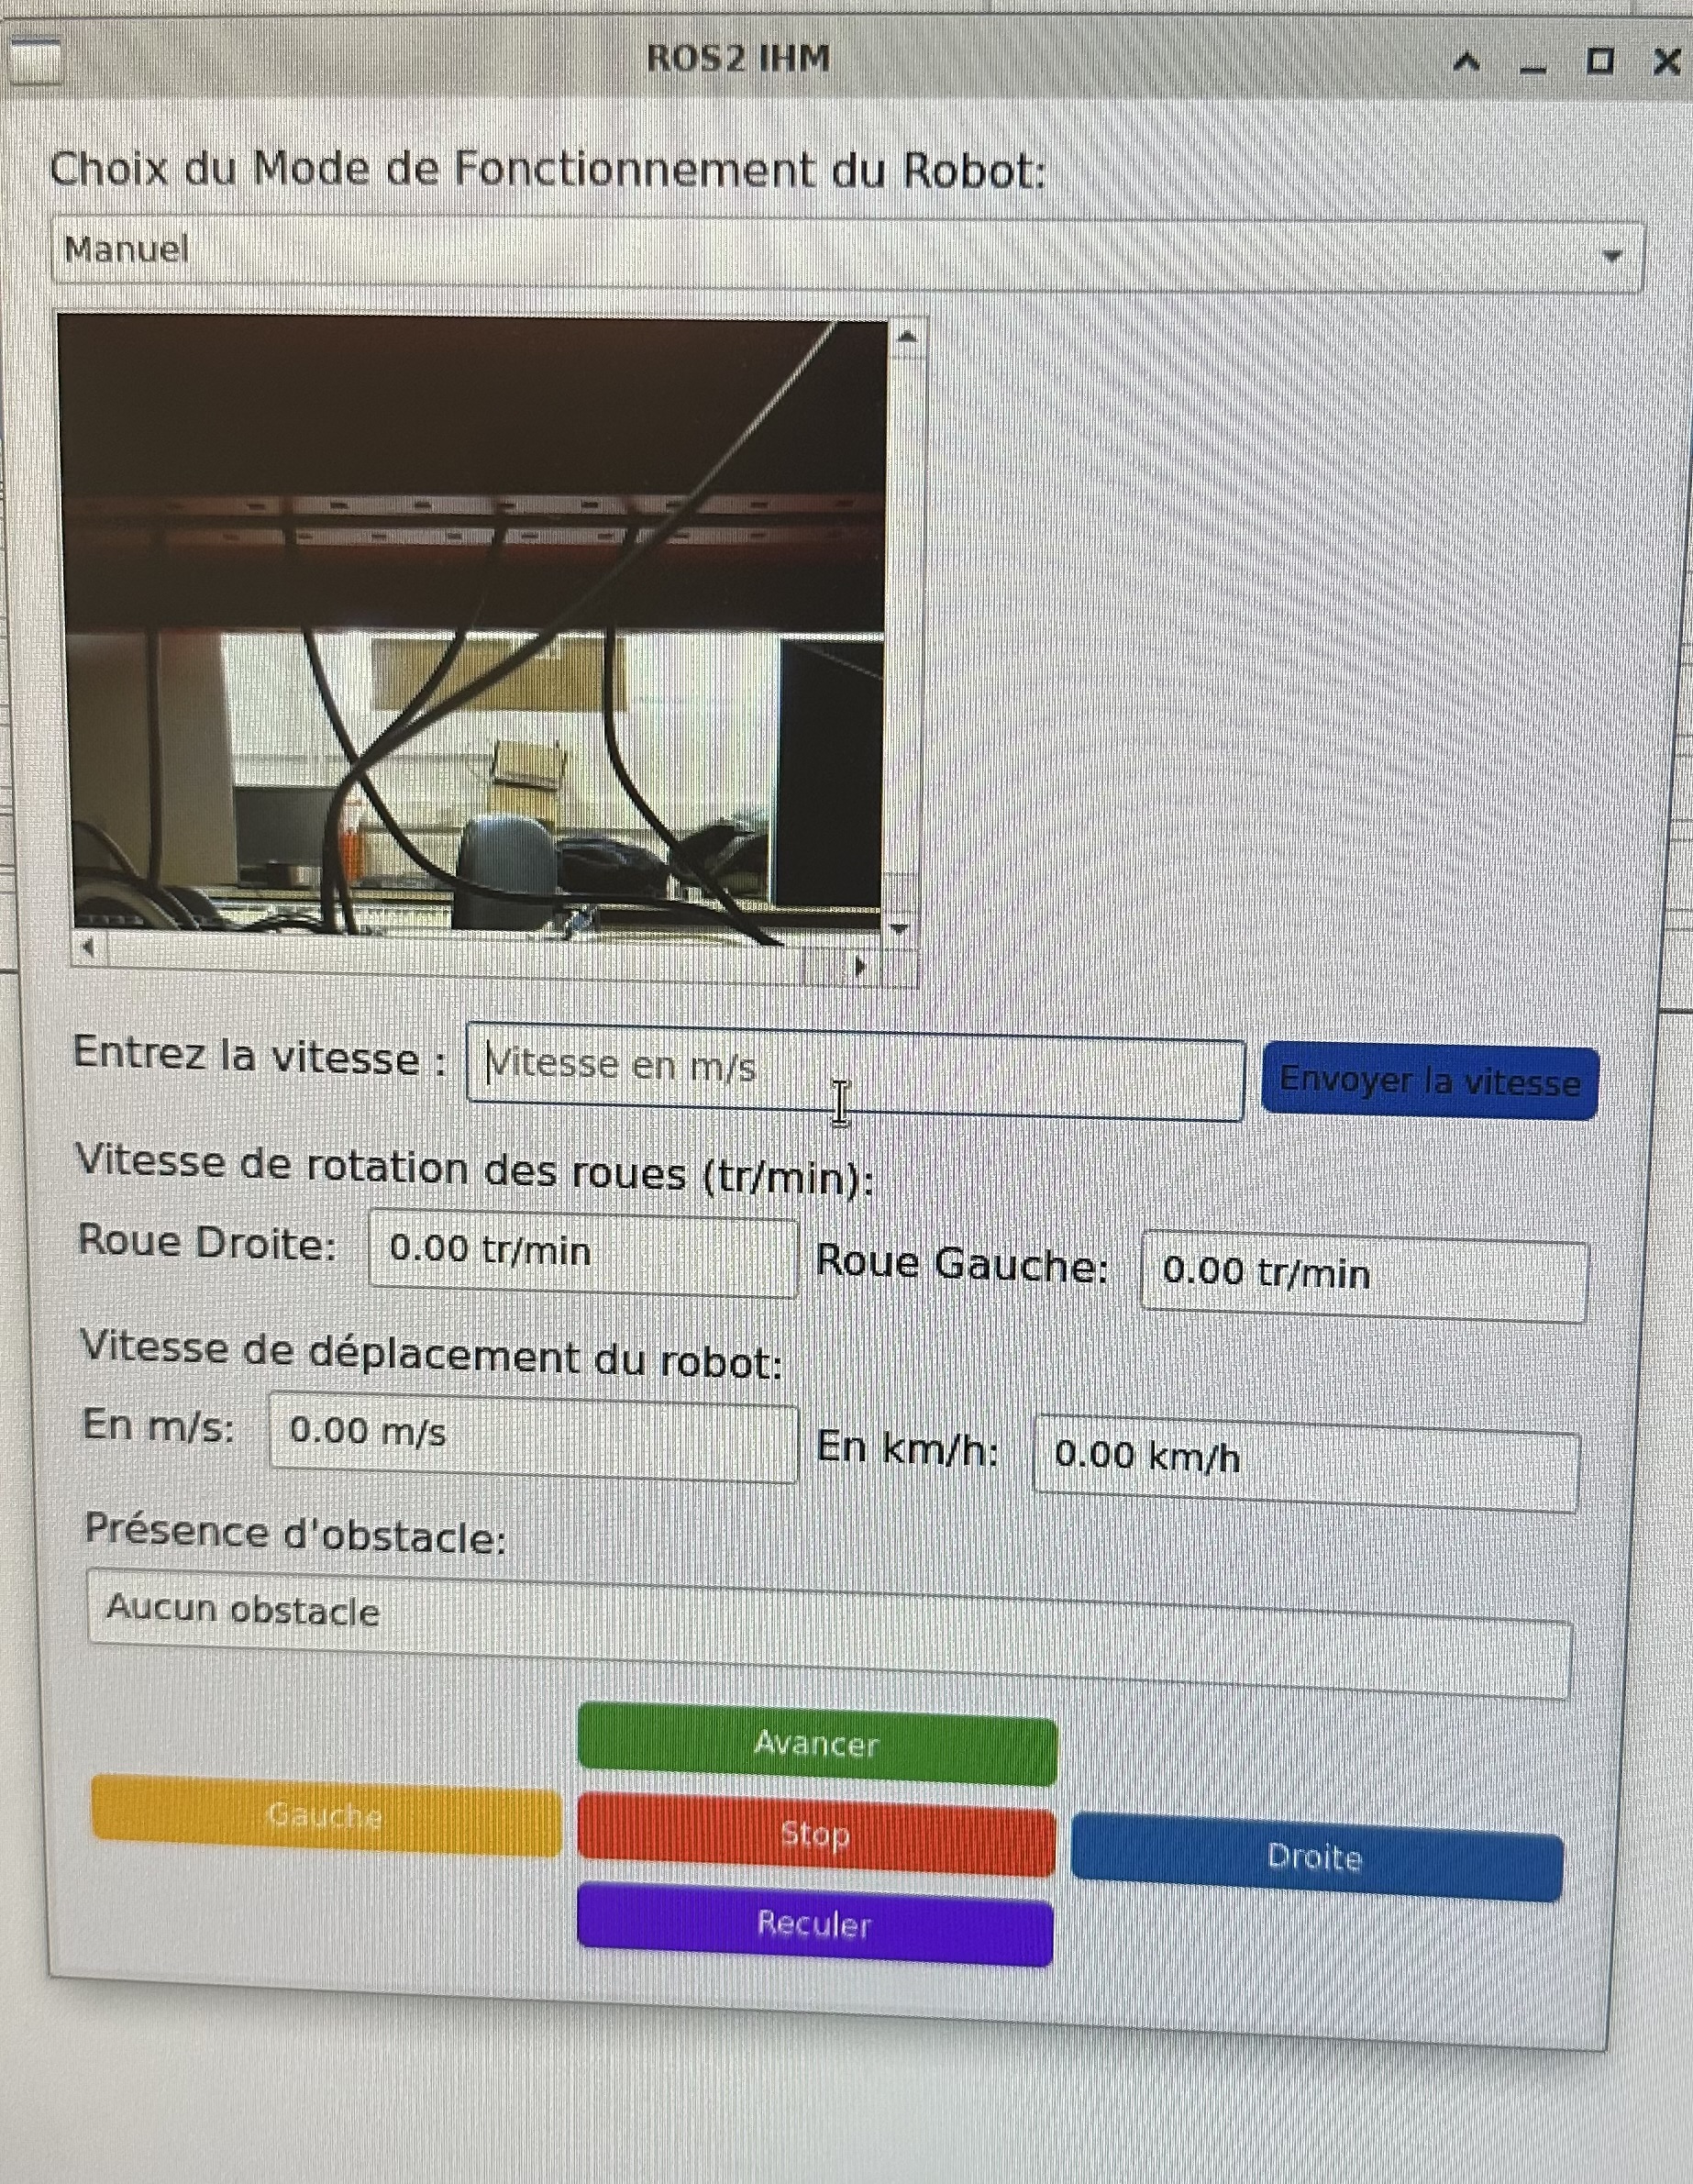 ROS2 IHM
Choix du Mode de Fonctionnement du Robot:
Manuel
Entrez la vitesse : Vitesse en m/s Envoyer la vitesse
Vitesse de rotation des roues (tr/min):
Roue Droite: 0.00 tr/min Roue Gauche: 0.00 tr/min
Vitesse de déplacement du robot:
En m/s: 0.00 m/s En km/h: 0.00 km/h
Présence d'obstacle:
Aucun obstacle
Avancer
Gauche Stop Droite
Reculer